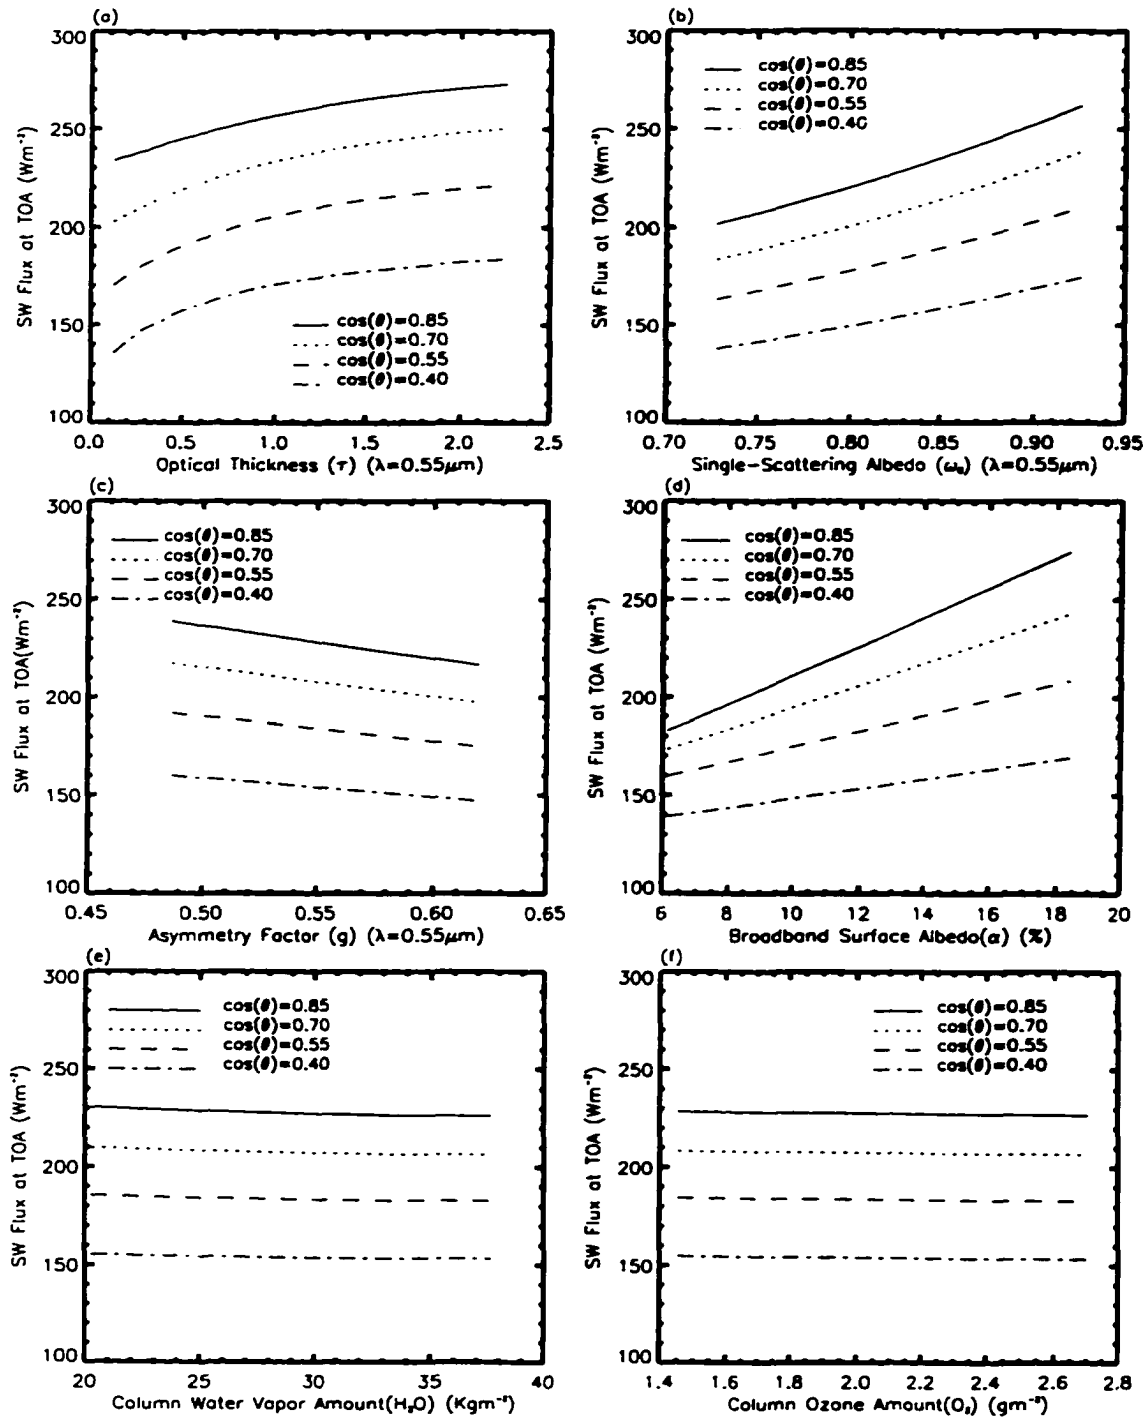 (a)
300
250
200
150
100
SW Flux at TOA (Wm⁻²)
cos(θ)=0.85
cos(θ)=0.70
cos(θ)=0.55
cos(θ)=0.40
0.0 0.5 1.0 1.5 2.0 2.5
Optical Thickness (τ) (λ=0.55μm)
(b)
300
250
200
150
100
SW Flux at TOA (Wm⁻²)
cos(θ)=0.85
cos(θ)=0.70
cos(θ)=0.55
cos(θ)=0.40
0.70 0.75 0.80 0.85 0.90 0.95
Single-Scattering Albedo (ω₀) (λ=0.55μm)
(c)
300
250
200
150
100
SW Flux at TOA(Wm⁻²)
cos(θ)=0.85
cos(θ)=0.70
cos(θ)=0.55
cos(θ)=0.40
0.45 0.50 0.55 0.60 0.65
Asymmetry Factor (g) (λ=0.55μm)
(d)
300
250
200
150
100
SW Flux at TOA (Wm⁻²)
cos(θ)=0.85
cos(θ)=0.70
cos(θ)=0.55
cos(θ)=0.40
6 8 10 12 14 16 18 20
Broadband Surface Albedo(α) (%)
(e)
300
250
200
150
100
SW Flux at TOA (Wm⁻²)
cos(θ)=0.85
cos(θ)=0.70
cos(θ)=0.55
cos(θ)=0.40
20 25 30 35 40
Column Water Vapor Amount(H₂O) (Kgm⁻²)
(f)
300
250
200
150
100
SW Flux at TOA (Wm⁻²)
cos(θ)=0.85
cos(θ)=0.70
cos(θ)=0.55
cos(θ)=0.40
1.4 1.6 1.8 2.0 2.2 2.4 2.6 2.8
Column Ozone Amount(O₃) (gm⁻²)